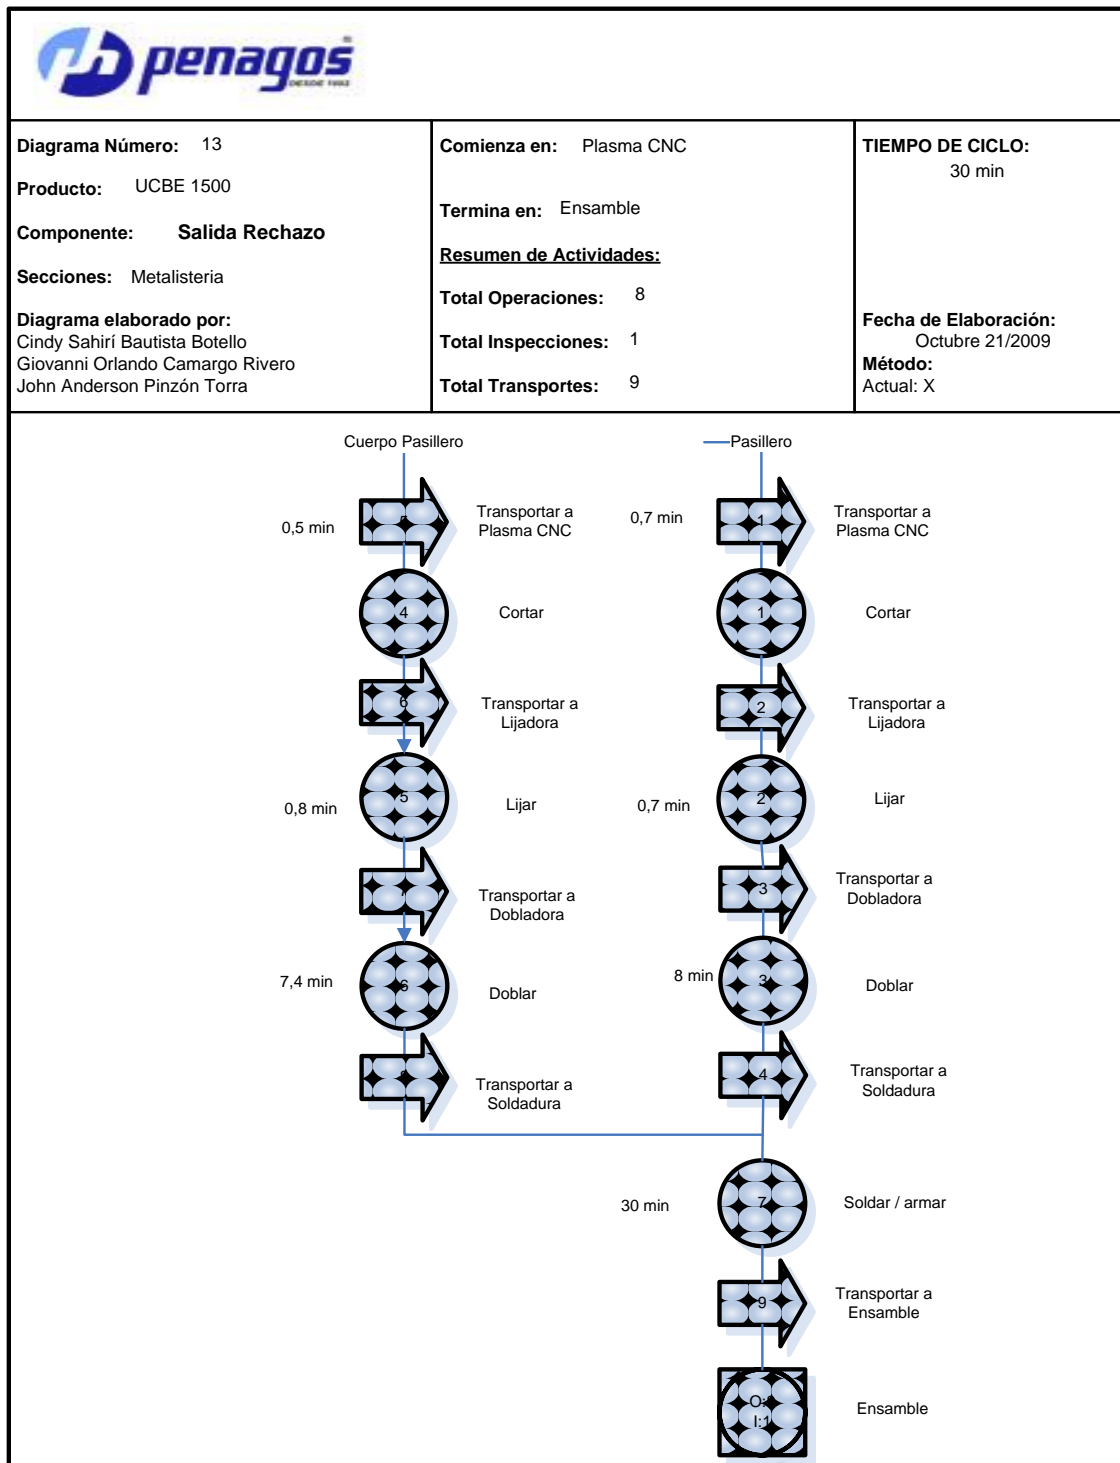 penagos
DESDE 1892
Diagrama Número: 13
Producto: UCBE 1500
Componente: Salida Rechazo
Secciones: Metalisteria
Diagrama elaborado por:
Cindy Sahirí Bautista Botello
Giovanni Orlando Camargo Rivero
John Anderson Pinzón Torra
Comienza en: Plasma CNC
Termina en: Ensamble
Resumen de Actividades:
Total Operaciones: 8
Total Inspecciones: 1
Total Transportes: 9
TIEMPO DE CICLO:
30 min
Fecha de Elaboración:
Octubre 21/2009
Método:
Actual: X
Cuerpo Pasillero
0,5 min
5
Transportar a
Plasma CNC
4
Cortar
6
Transportar a
Lijadora
0,8 min
5
Lijar
7
Transportar a
Dobladora
7,4 min
6
Doblar
8
Transportar a
Soldadura
Pasillero
0,7 min
1
Transportar a
Plasma CNC
1
Cortar
2
Transportar a
Lijadora
0,7 min
2
Lijar
3
Transportar a
Dobladora
8 min
3
Doblar
4
Transportar a
Soldadura
30 min
7
Soldar / armar
9
Transportar a
Ensamble
I:1
Ensamble